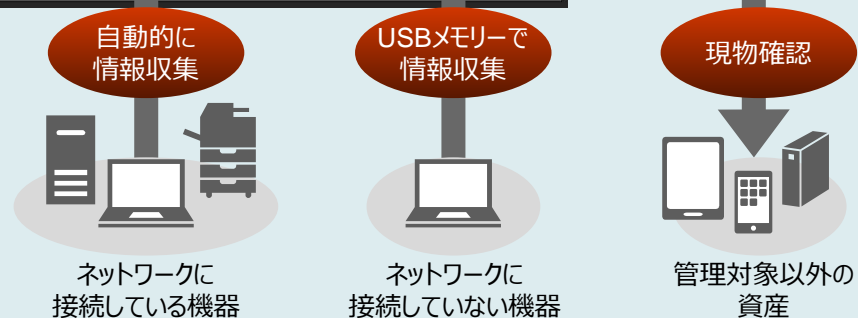 自動的に
情報収集
USBメモリーで
情報収集
現物確認
ネットワークに
接続している機器
ネットワークに
接続していない機器
管理対象以外の
資産